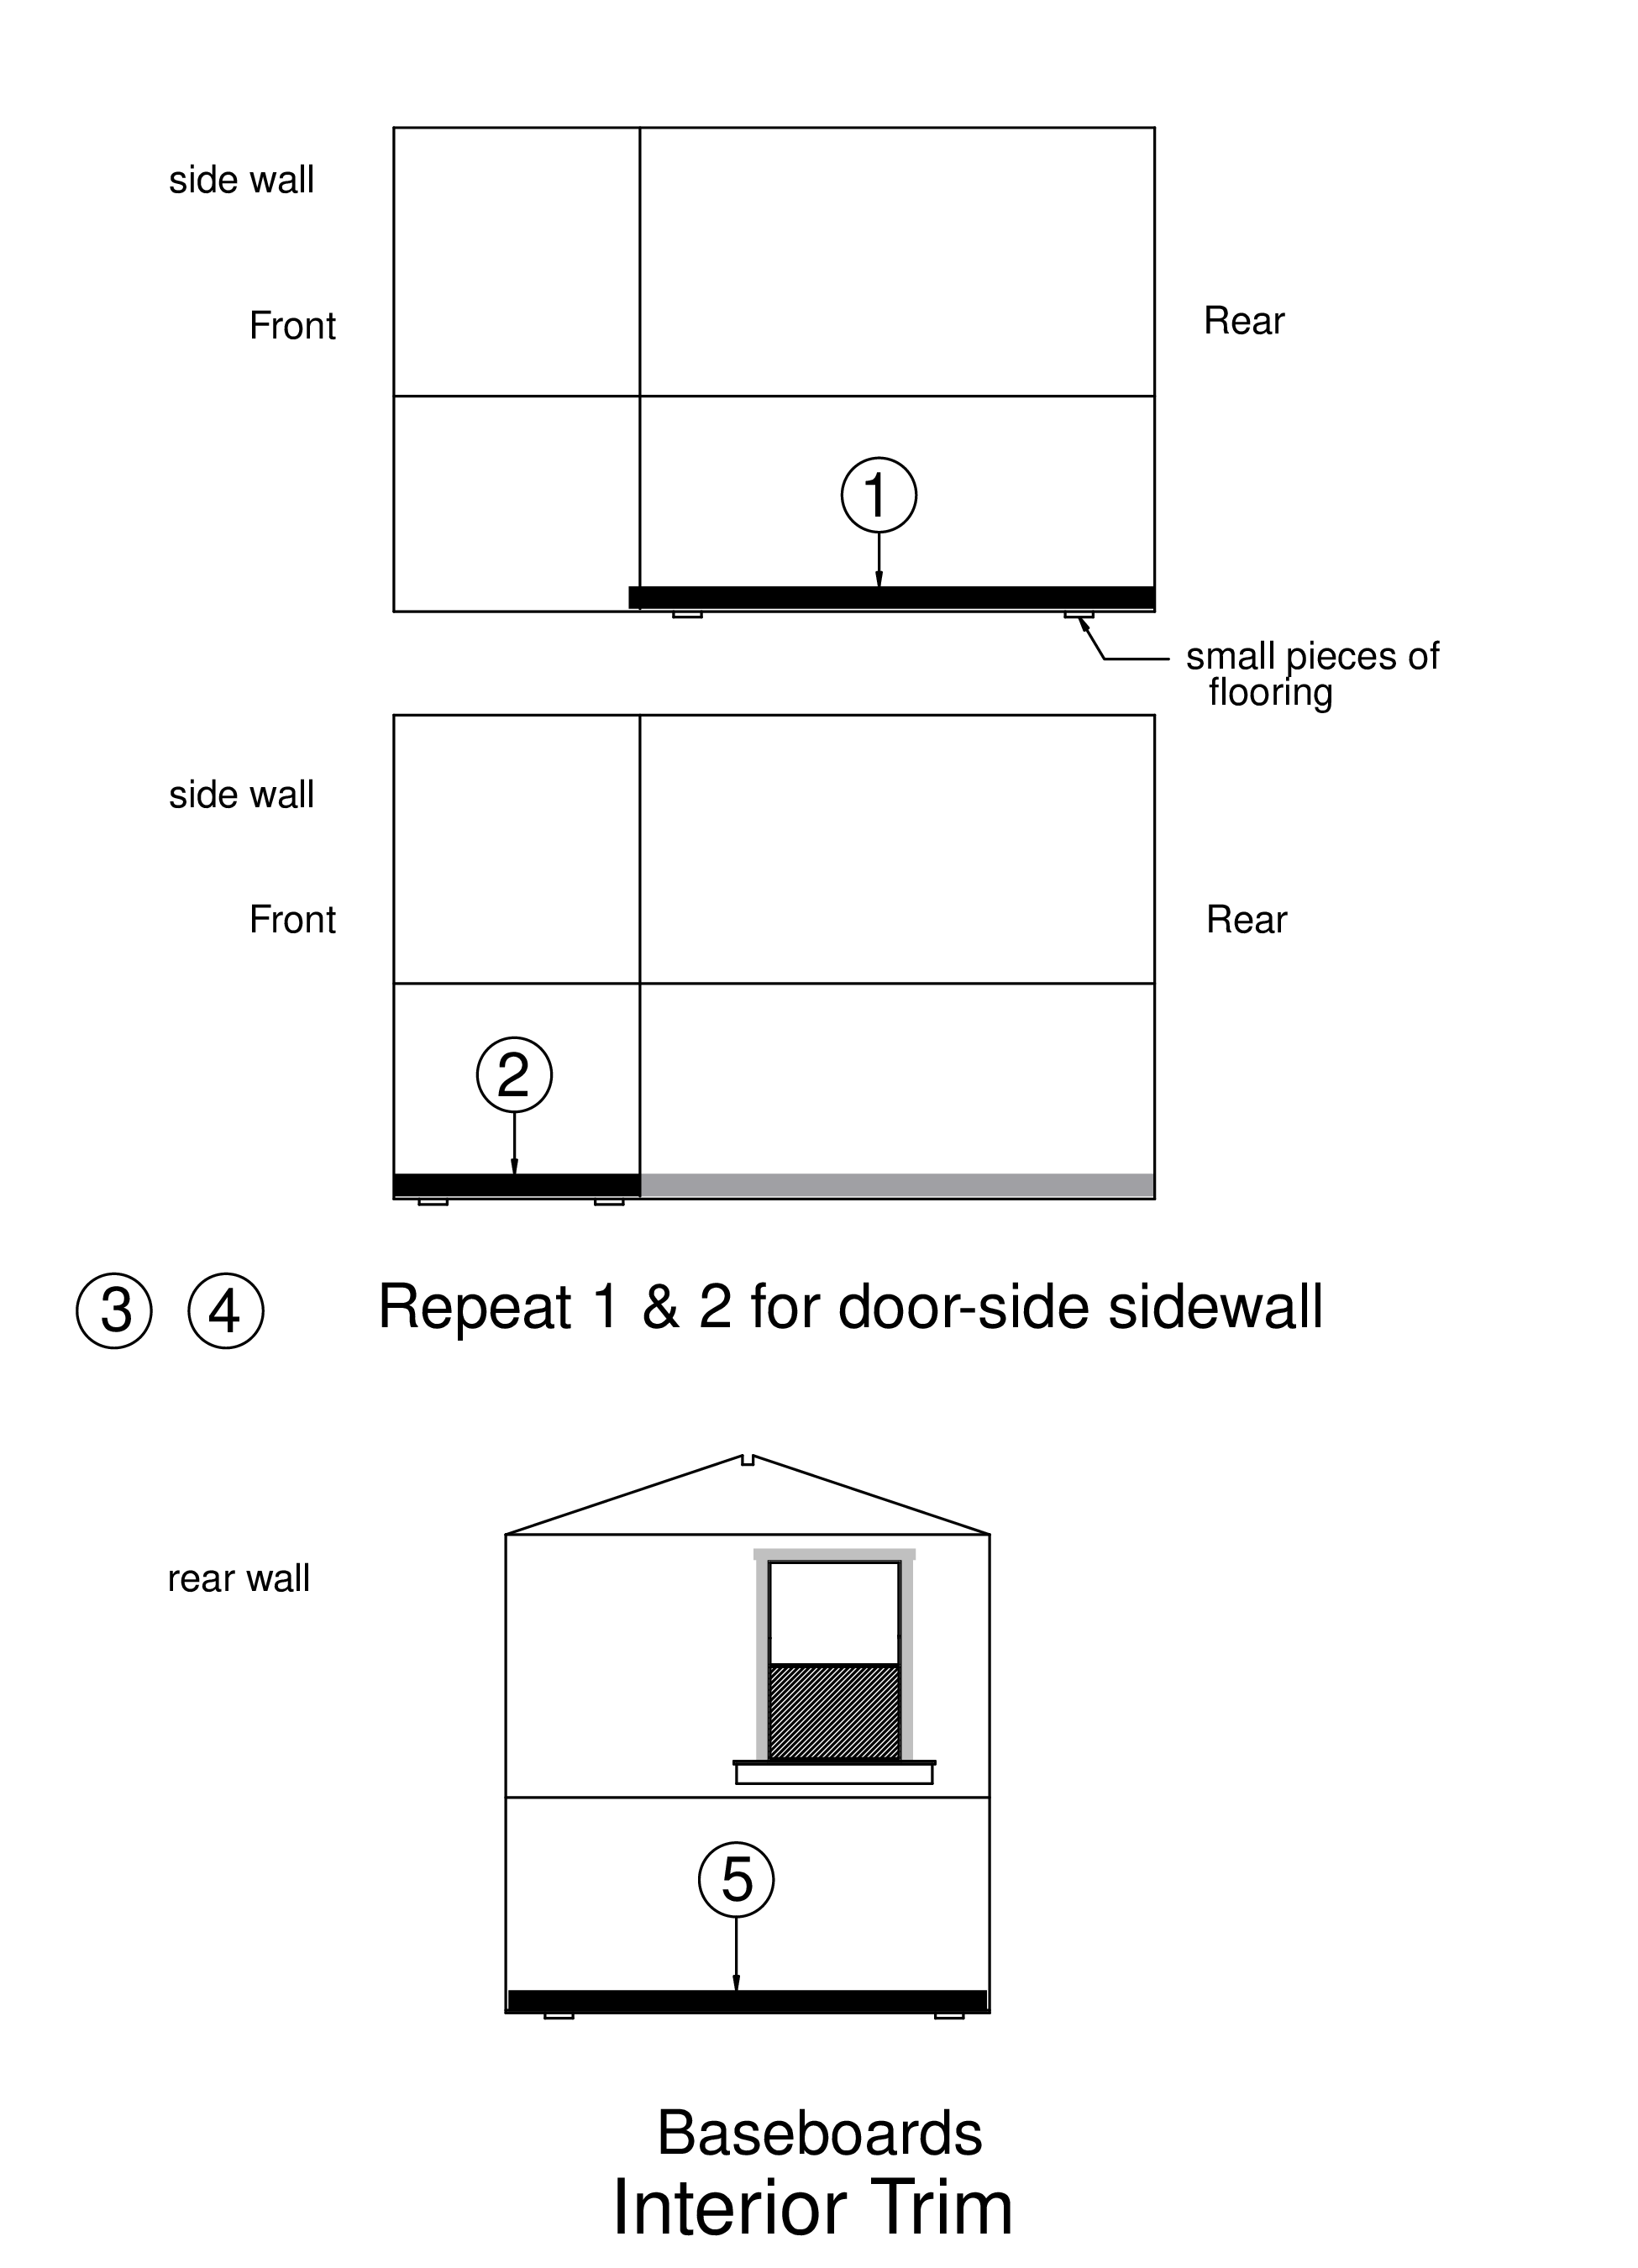 side wall
Front
Rear
1
small pieces of
flooring
side wall
Front
Rear
2
3 4 Repeat 1 & 2 for door-side sidewall
rear wall
5
Baseboards
Interior Trim